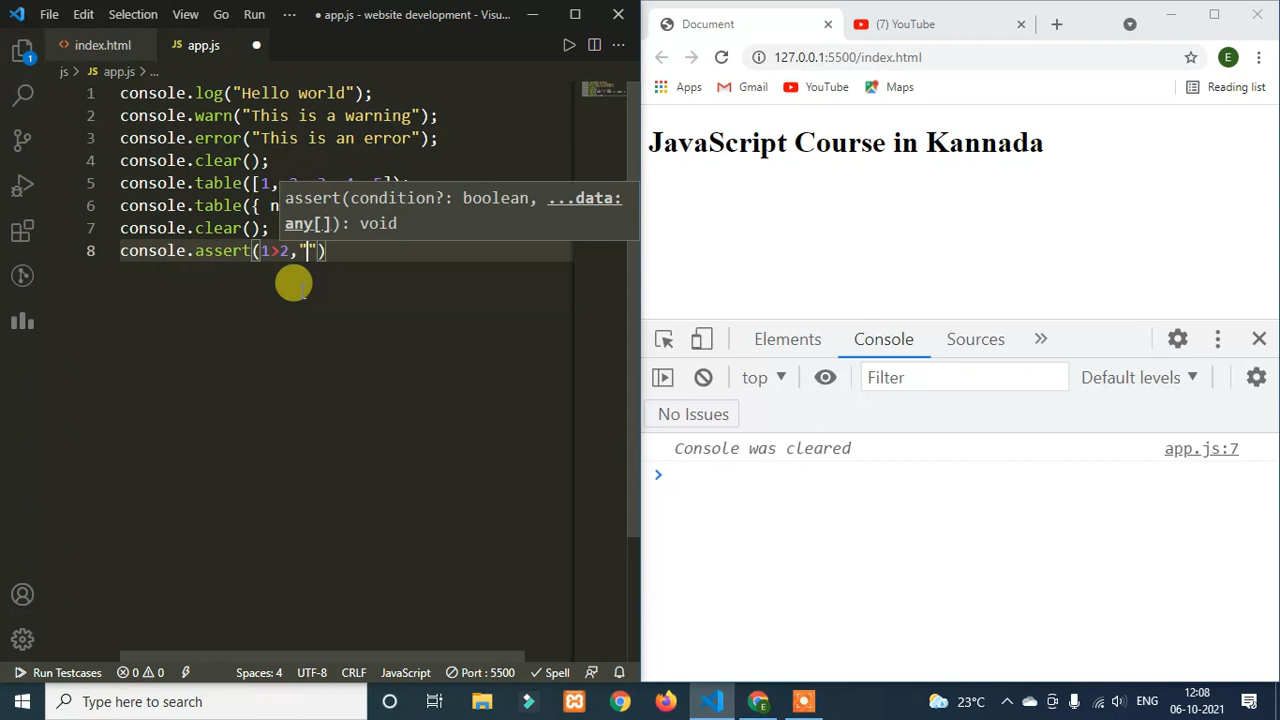 File Edit Selection View Go Run ··· ● app.js - website development - Visu...
index.html app.js
js > app.js > ...
1 console.log("Hello world");
2 console.warn("This is a warning");
3 console.error("This is an error");
4 console.clear();
5 console.table([1,
6 console.table({ n
7 console.clear();
8 console.assert(1>2,"")
assert(condition?: boolean, ...data:
any[]): void
1
Run Testcases 0 0 Spaces: 4 UTF-8 CRLF JavaScript Port : 5500 Spell
Document (7) YouTube
127.0.0.1:5500/index.html E
Apps Gmail YouTube Maps Reading list
JavaScript Course in Kannada
Elements Console Sources »
top Filter Default levels
No Issues
Console was cleared app.js:7
>
Type here to search 23°C ENG 12:08
06-10-2021